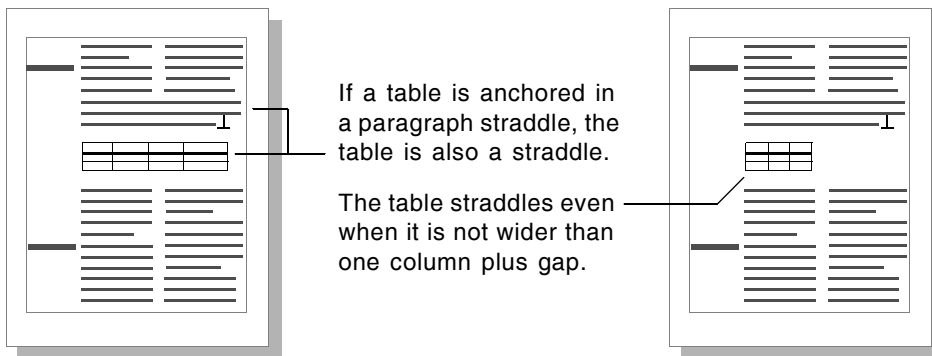 If a table is anchored in
a paragraph straddle, the
table is also a straddle.
The table straddles even
when it is not wider than
one column plus gap.